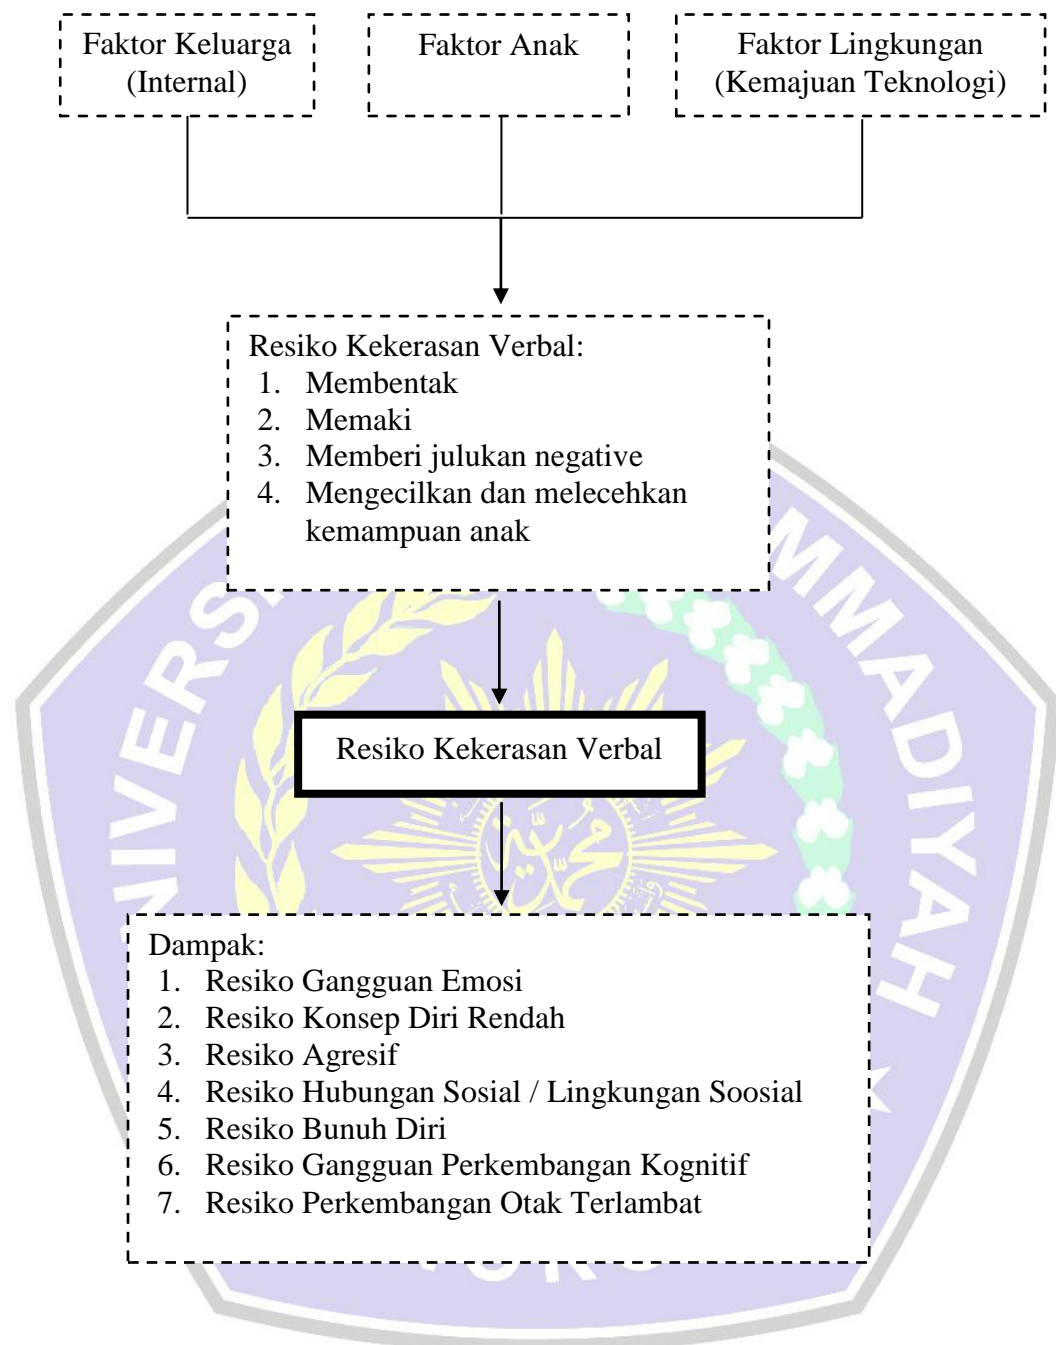 Faktor Keluarga
(Internal)
Faktor Anak
Faktor Lingkungan
(Kemajuan Teknologi)
Resiko Kekerasan Verbal:
1. Membentak
2. Memaki
3. Memberi julukan negative
4. Mengecilkan dan melecehkan
kemampuan anak
Resiko Kekerasan Verbal
Dampak:
1. Resiko Gangguan Emosi
2. Resiko Konsep Diri Rendah
3. Resiko Agresif
4. Resiko Hubungan Sosial / Lingkungan Soosial
5. Resiko Bunuh Diri
6. Resiko Gangguan Perkembangan Kognitif
7. Resiko Perkembangan Otak Terlambat